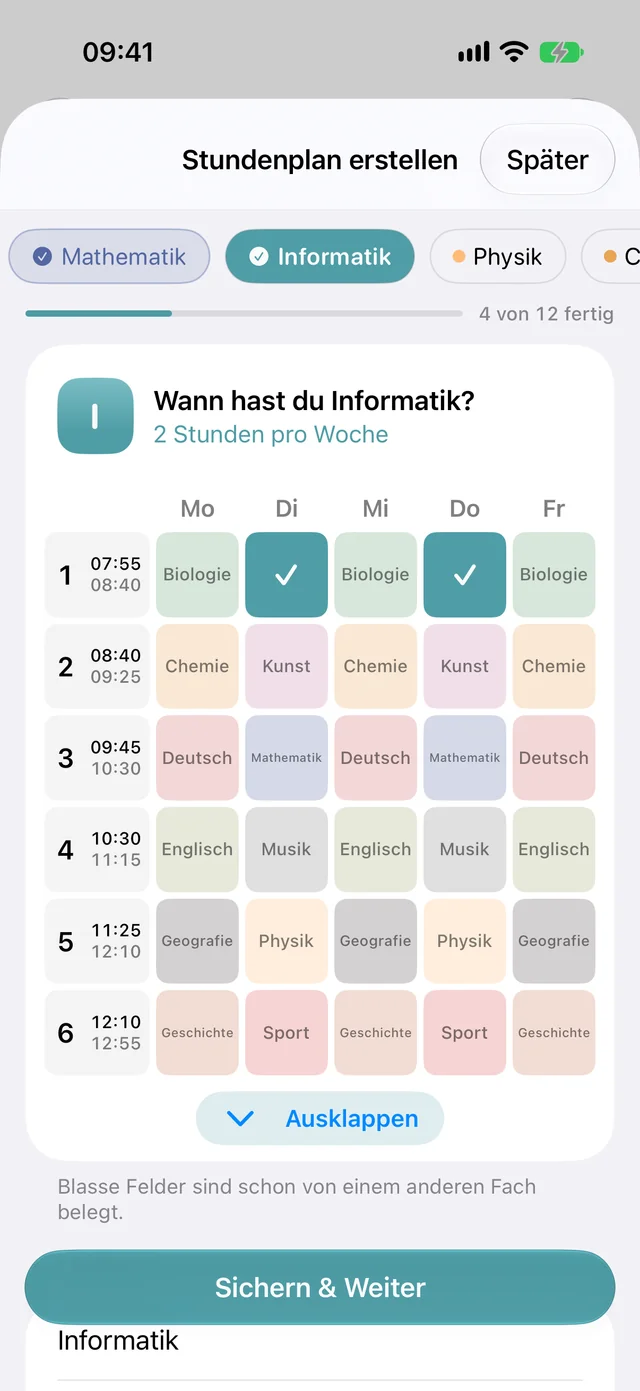 09:41
Stundenplan erstellen
Später
Mathematik
Informatik
Physik
C
4 von 12 fertig
I
Wann hast du Informatik?
2 Stunden pro Woche
Mo Di Mi Do Fr
1 07:55 08:40 Biologie Biologie Biologie
2 08:40 09:25 Chemie Kunst Chemie Kunst Chemie
3 09:45 10:30 Deutsch Mathematik Deutsch Mathematik Deutsch
4 10:30 11:15 Englisch Musik Englisch Musik Englisch
5 11:25 12:10 Geografie Physik Geografie Physik Geografie
6 12:10 12:55 Geschichte Sport Geschichte Sport Geschichte
Ausklappen
Blasse Felder sind schon von einem anderen Fach
belegt.
Sichern & Weiter
Informatik